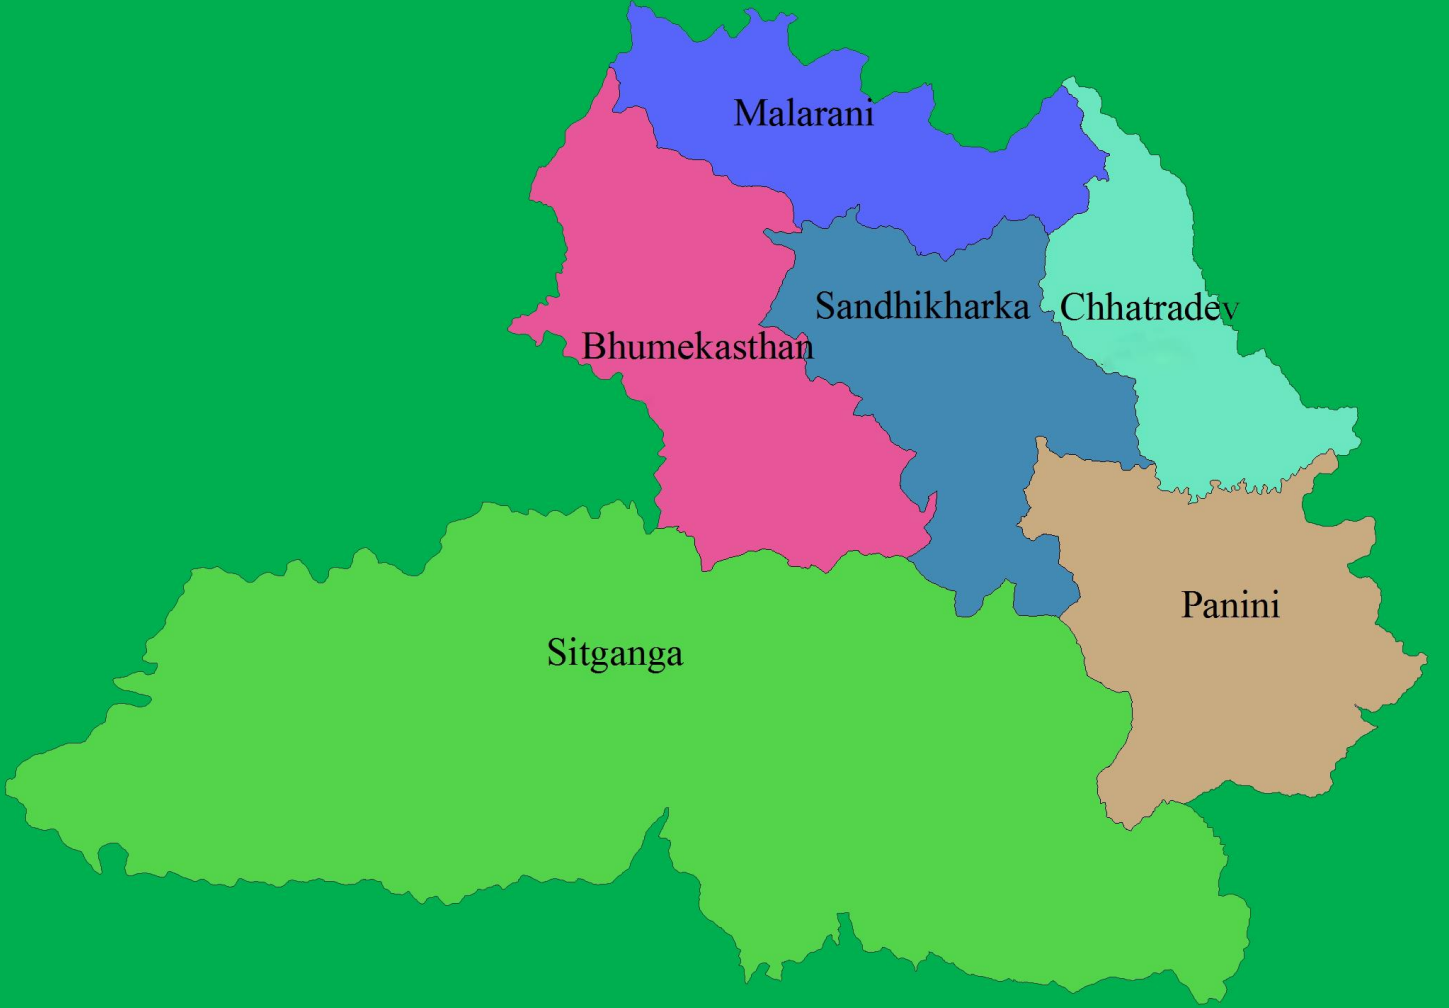 Malarani
Sandhikharka
Chhatradev
Bhumekasthan
Panini
Sitganga